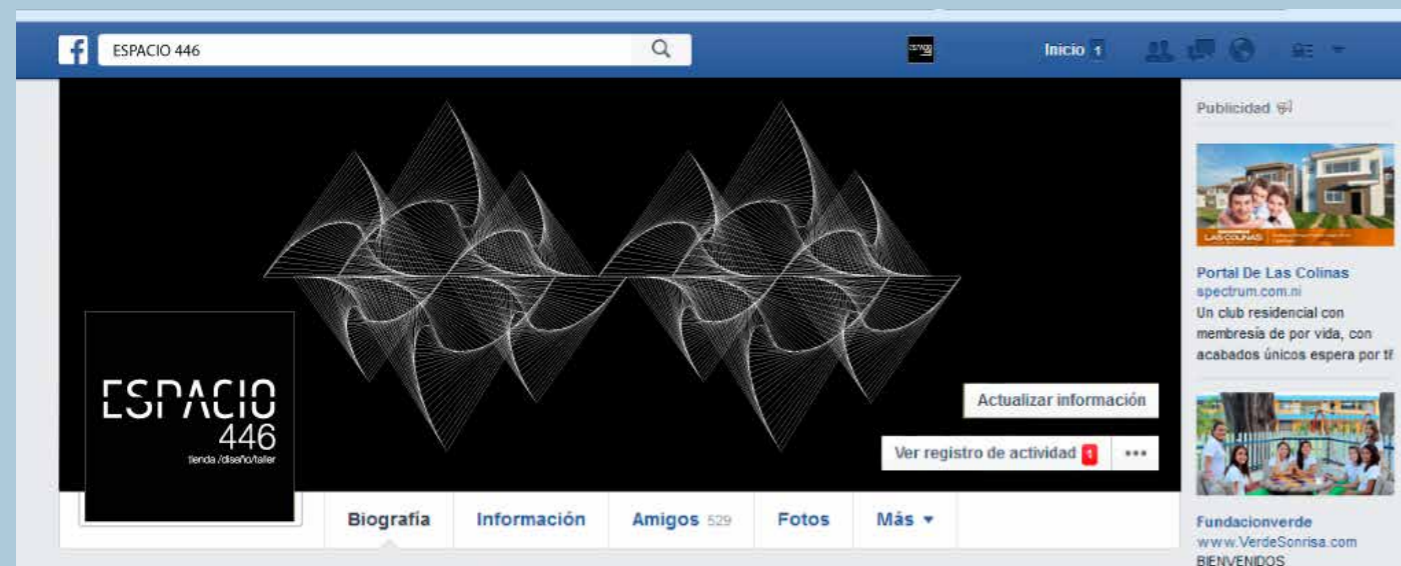 ESPACIO 446
Inicio 1
Publicidad
LAS COLINAS
Portal De Las Colinas
spectrum.com.ni
Un club residencial con
membresía de por vida, con
acabados únicos espera por ti
Actualizar información
Ver registro de actividad 1 •••
ESPACIO
446
tienda /diseño/taller
Biografía Información Amigos 529 Fotos Más
Fundacionverde
www.VerdeSonrisa.com
BIENVENIDOS